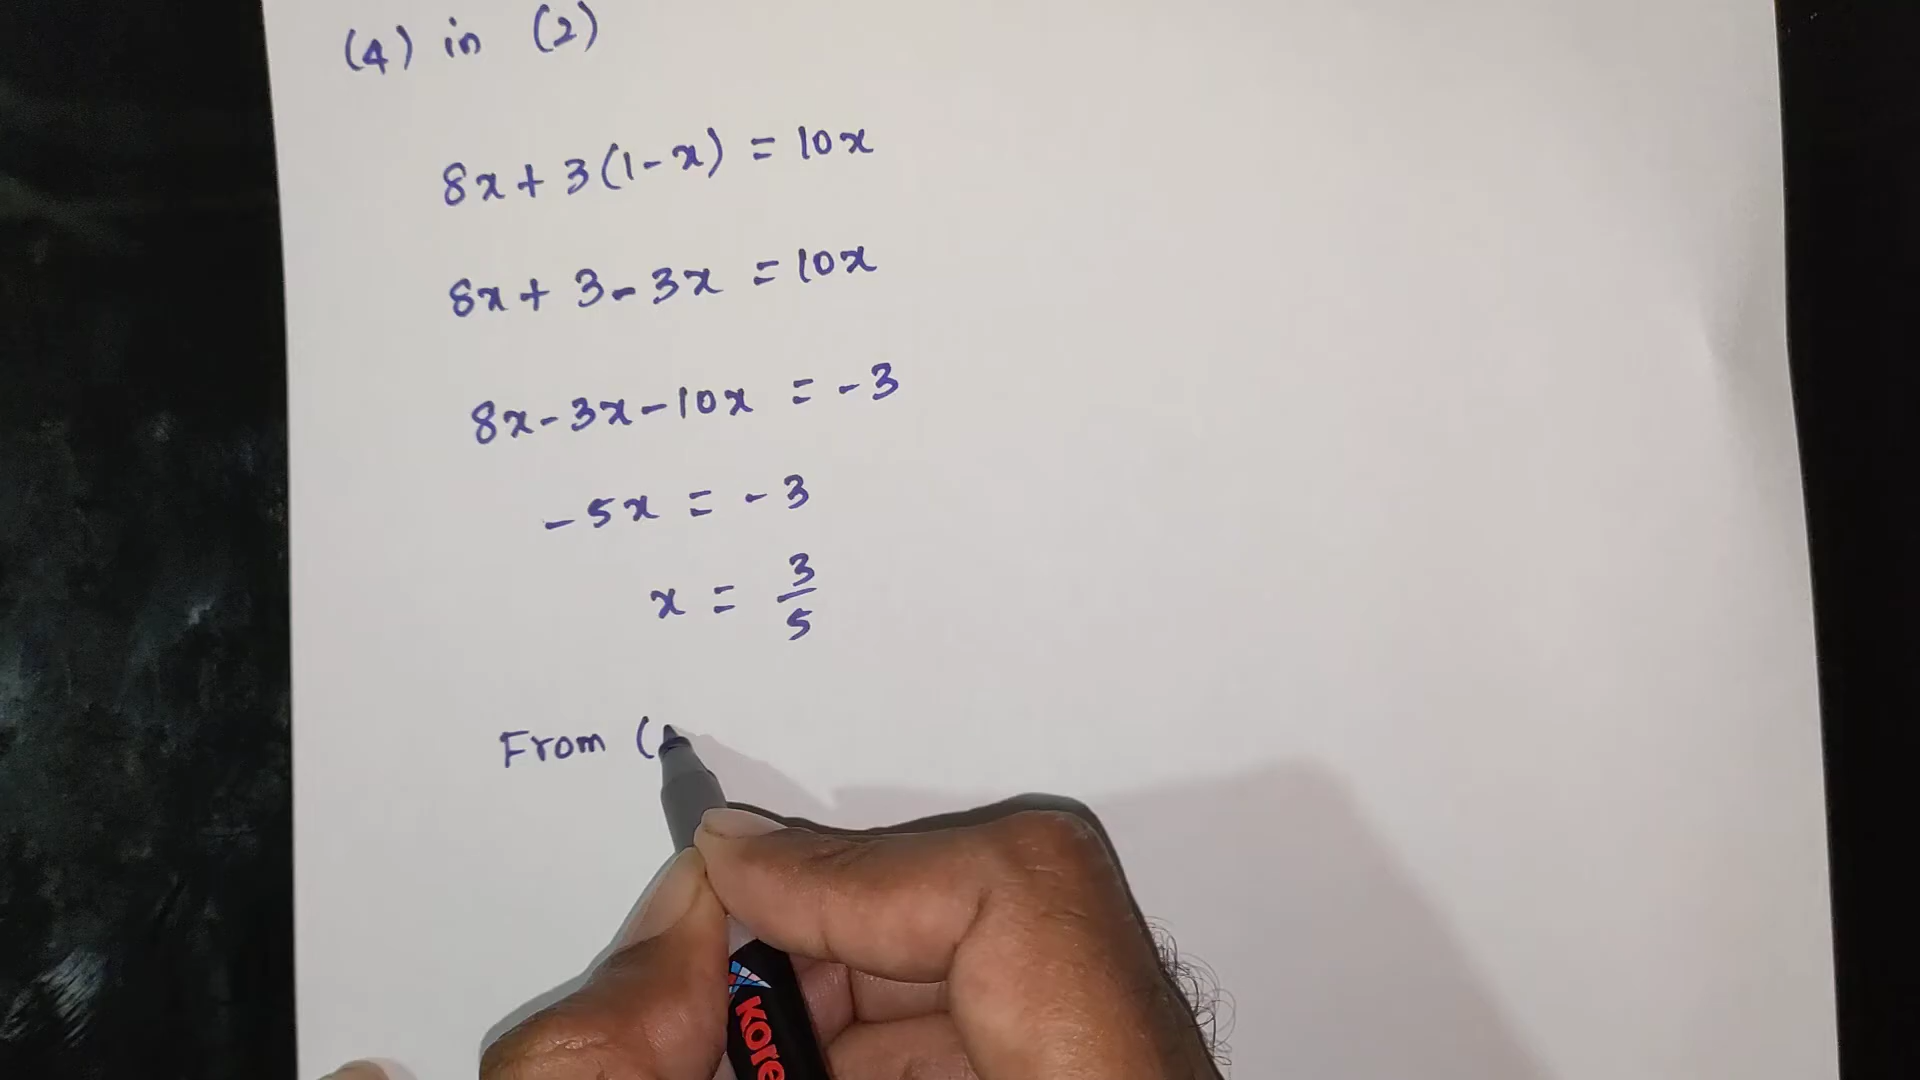 (4) in (2)
8x + 3(1 - x) = 10x
8x + 3 - 3x = 10x
8x - 3x - 10x = -3
- 5x = - 3
x = 3/5
From (
KORE